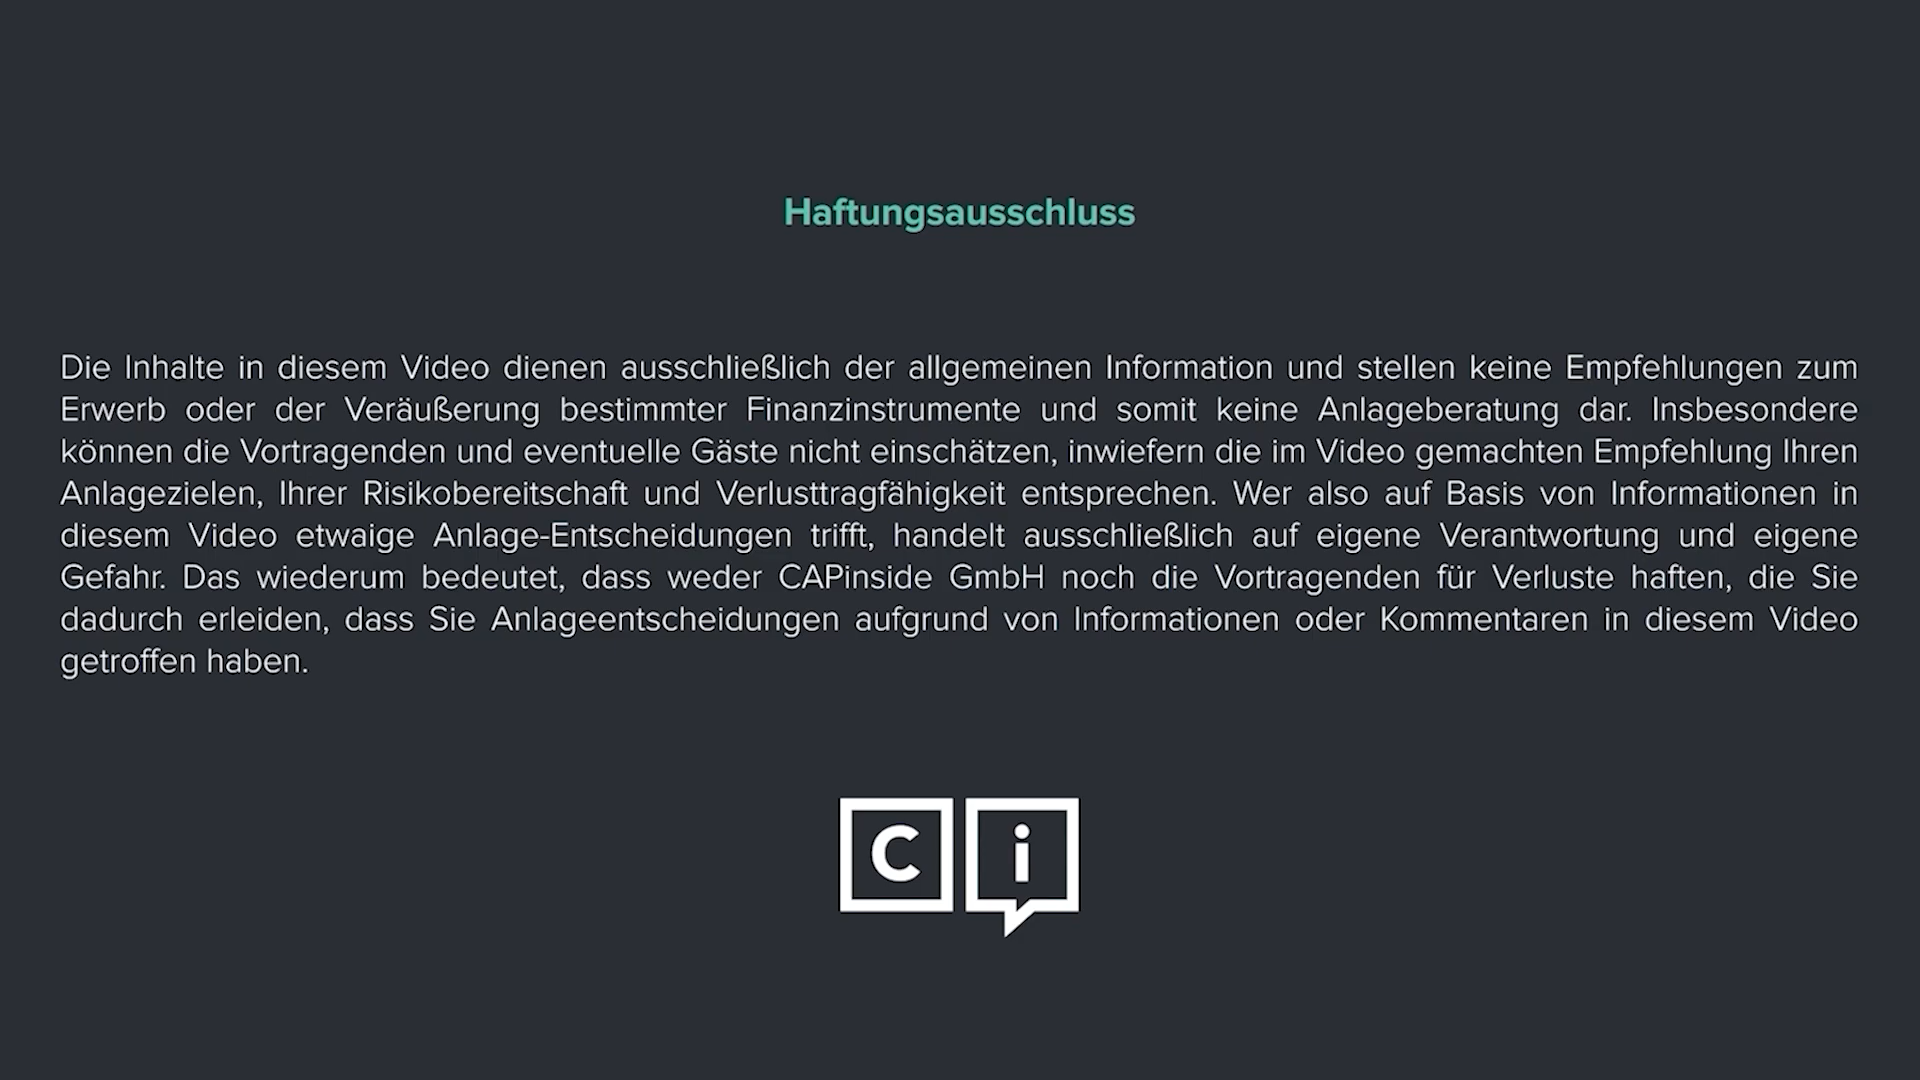 Haftungsausschluss
Die Inhalte in diesem Video dienen ausschließlich der allgemeinen Information und stellen keine Empfehlungen zum
Erwerb oder der Veräußerung bestimmter Finanzinstrumente und somit keine Anlageberatung dar. Insbesondere
können die Vortragenden und eventuelle Gäste nicht einschätzen, inwiefern die im Video gemachten Empfehlung Ihren
Anlagezielen, Ihrer Risikobereitschaft und Verlusttragfähigkeit entsprechen. Wer also auf Basis von Informationen in
diesem Video etwaige Anlage-Entscheidungen trifft, handelt ausschließlich auf eigene Verantwortung und eigene
Gefahr. Das wiederum bedeutet, dass weder CAPinside GmbH noch die Vortragenden für Verluste haften, die Sie
dadurch erleiden, dass Sie Anlageentscheidungen aufgrund von Informationen oder Kommentaren in diesem Video
getroffen haben.
C i